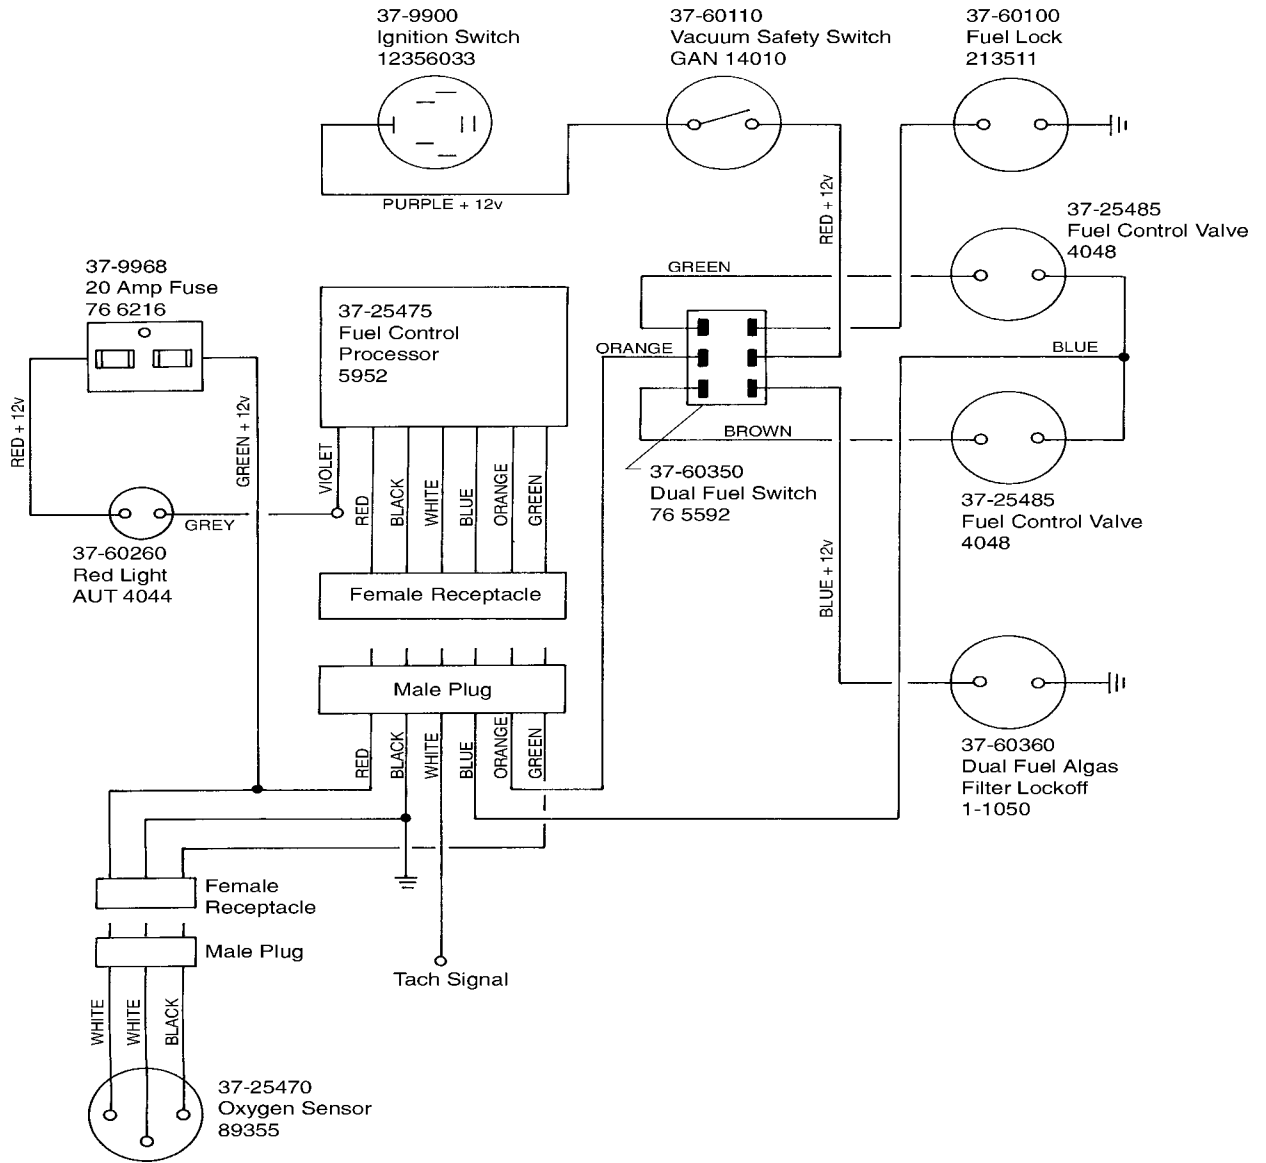 37-9900
Ignition Switch
12356033
37-60110
Vacuum Safety Switch
GAN 14010
37-60100
Fuel Lock
213511
PURPLE + 12v
RED + 12v
37-25485
Fuel Control Valve
4048
GREEN
37-9968
20 Amp Fuse
76 6216
37-25475
Fuel Control
Processor
5952
ORANGE
BLUE
RED + 12v
GREEN + 12v
BROWN
VIOLET
37-60350
Dual Fuel Switch
76 5592
37-25485
Fuel Control Valve
4048
GREY
RED
BLACK
WHITE
BLUE
ORANGE
GREEN
37-60260
Red Light
AUT 4044
BLUE + 12v
Female Receptacle
Male Plug
RED
BLACK
WHITE
BLUE
ORANGE
GREEN
37-60360
Dual Fuel Algas
Filter Lockoff
1-1050
Female
Receptacle
Male Plug
Tach Signal
WHITE
WHITE
BLACK
37-25470
Oxygen Sensor
89355